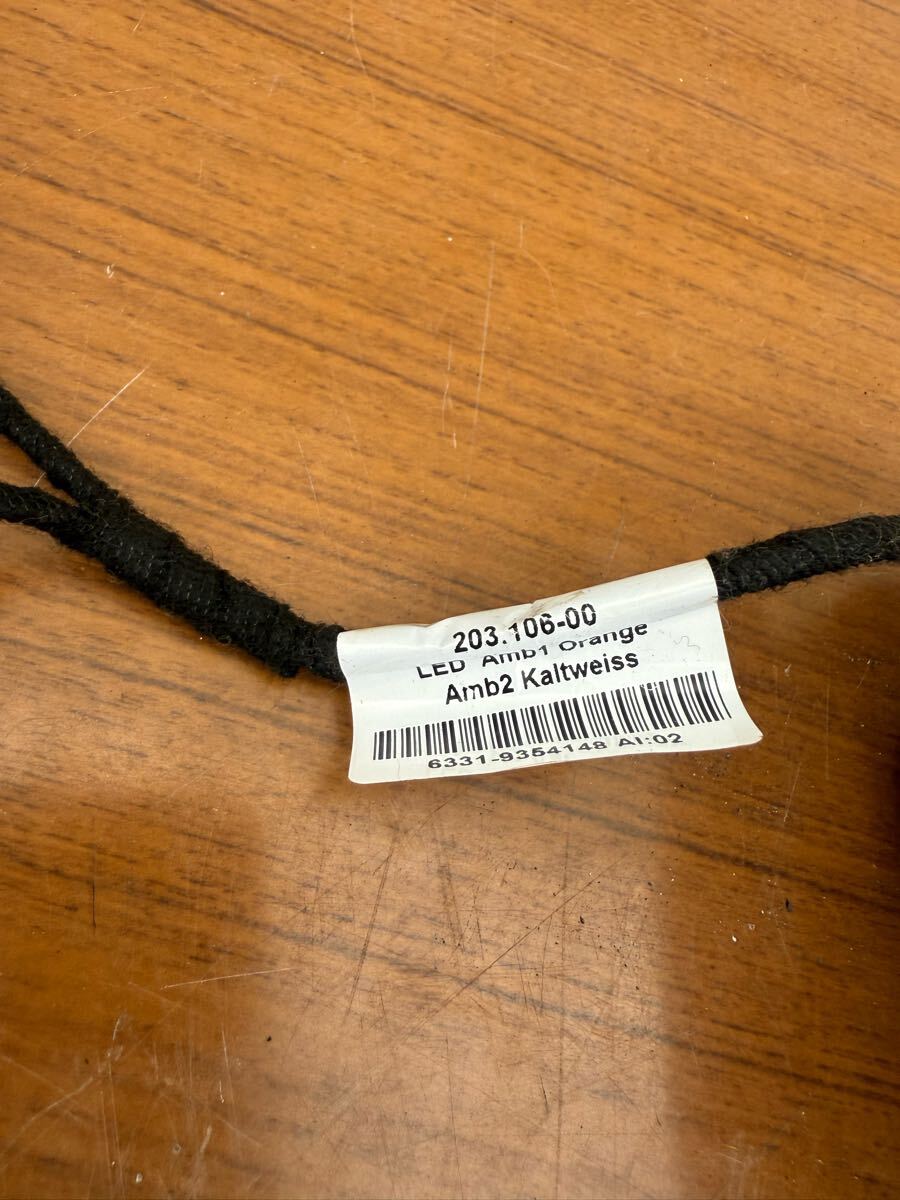 203.106-00
LED Amb1 Orange
Amb2 Kaltweiss
6331-9354148 AI:02